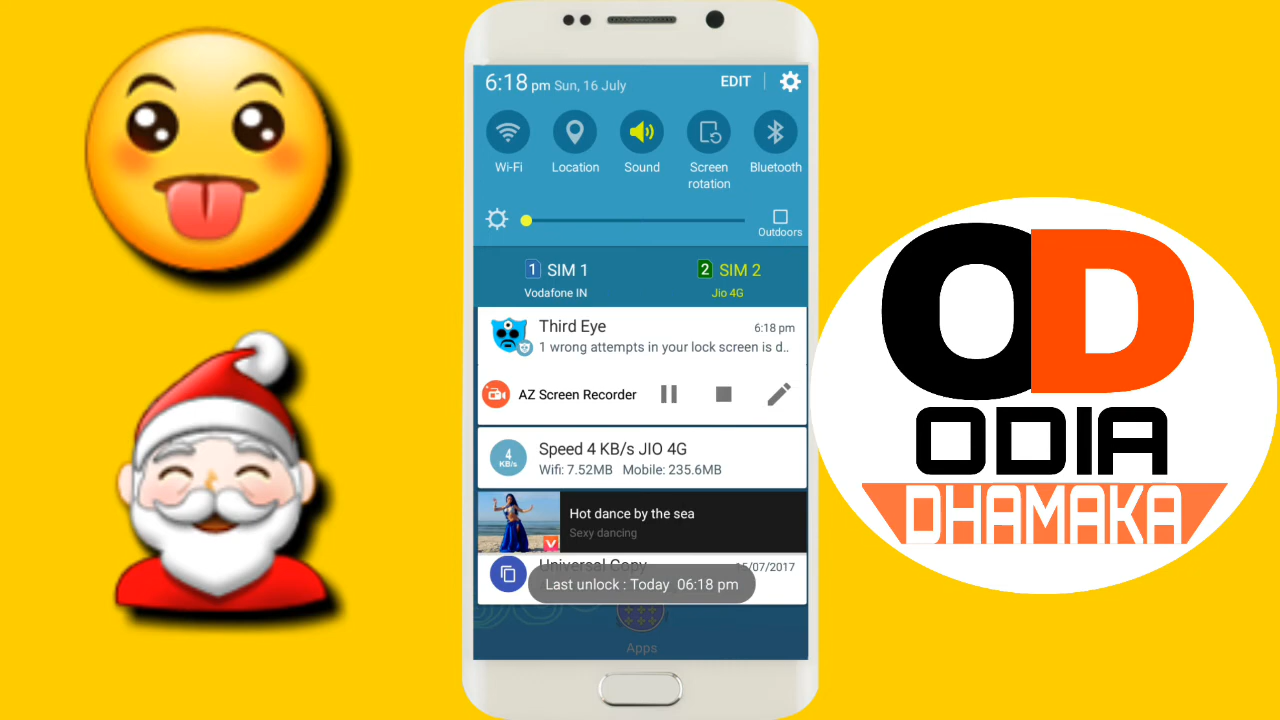 6:18 pm Sun, 16 July
EDIT
Wi-Fi
Location
Sound
Screen
rotation
Bluetooth
Outdoors
1 SIM 1
Vodafone IN
2 SIM 2
Jio 4G
Third Eye
6:18 pm
1 wrong attempts in your lock screen is d..
AZ Screen Recorder
4
KB/s
Speed 4 KB/s JIO 4G
Wifi: 7.52MB Mobile: 235.6MB
Hot dance by the sea
Sexy dancing
V
Universal Copy
15/07/2017
Last unlock : Today 06:18 pm
Apps
OD
ODIA
DHAMAKA